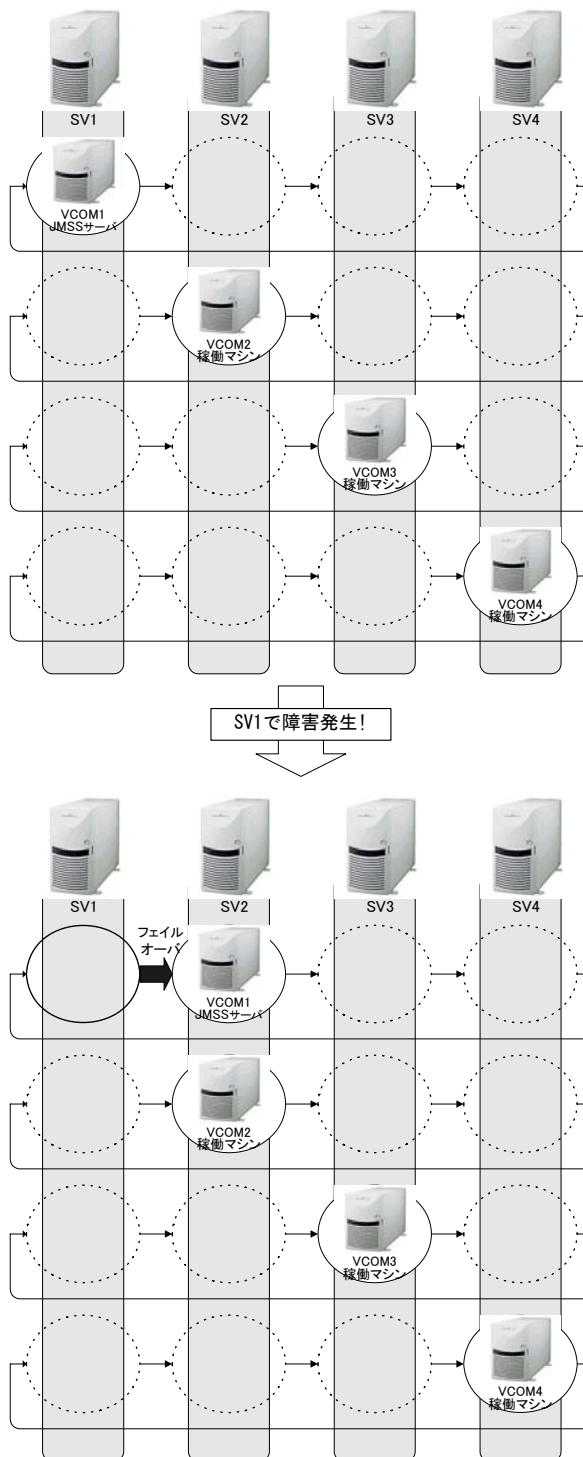 SV1
SV2
SV3
SV4
VCOM1
JMSSサーバ
VCOM2
稼働マシン
VCOM3
稼働マシン
VCOM4
稼働マシン
SV1で障害発生!
SV1
SV2
SV3
SV4
フェイル
オーバ
VCOM1
JMSSサーバ
VCOM2
稼働マシン
VCOM3
稼働マシン
VCOM4
稼働マシン